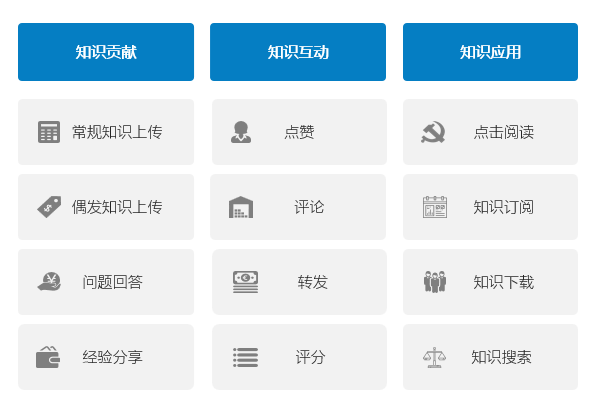 知识贡献 知识互动 知识应用
常规知识上传 点赞 点击阅读
偶发知识上传 评论 知识订阅
问题回答 转发 知识下载
经验分享 评分 知识搜索